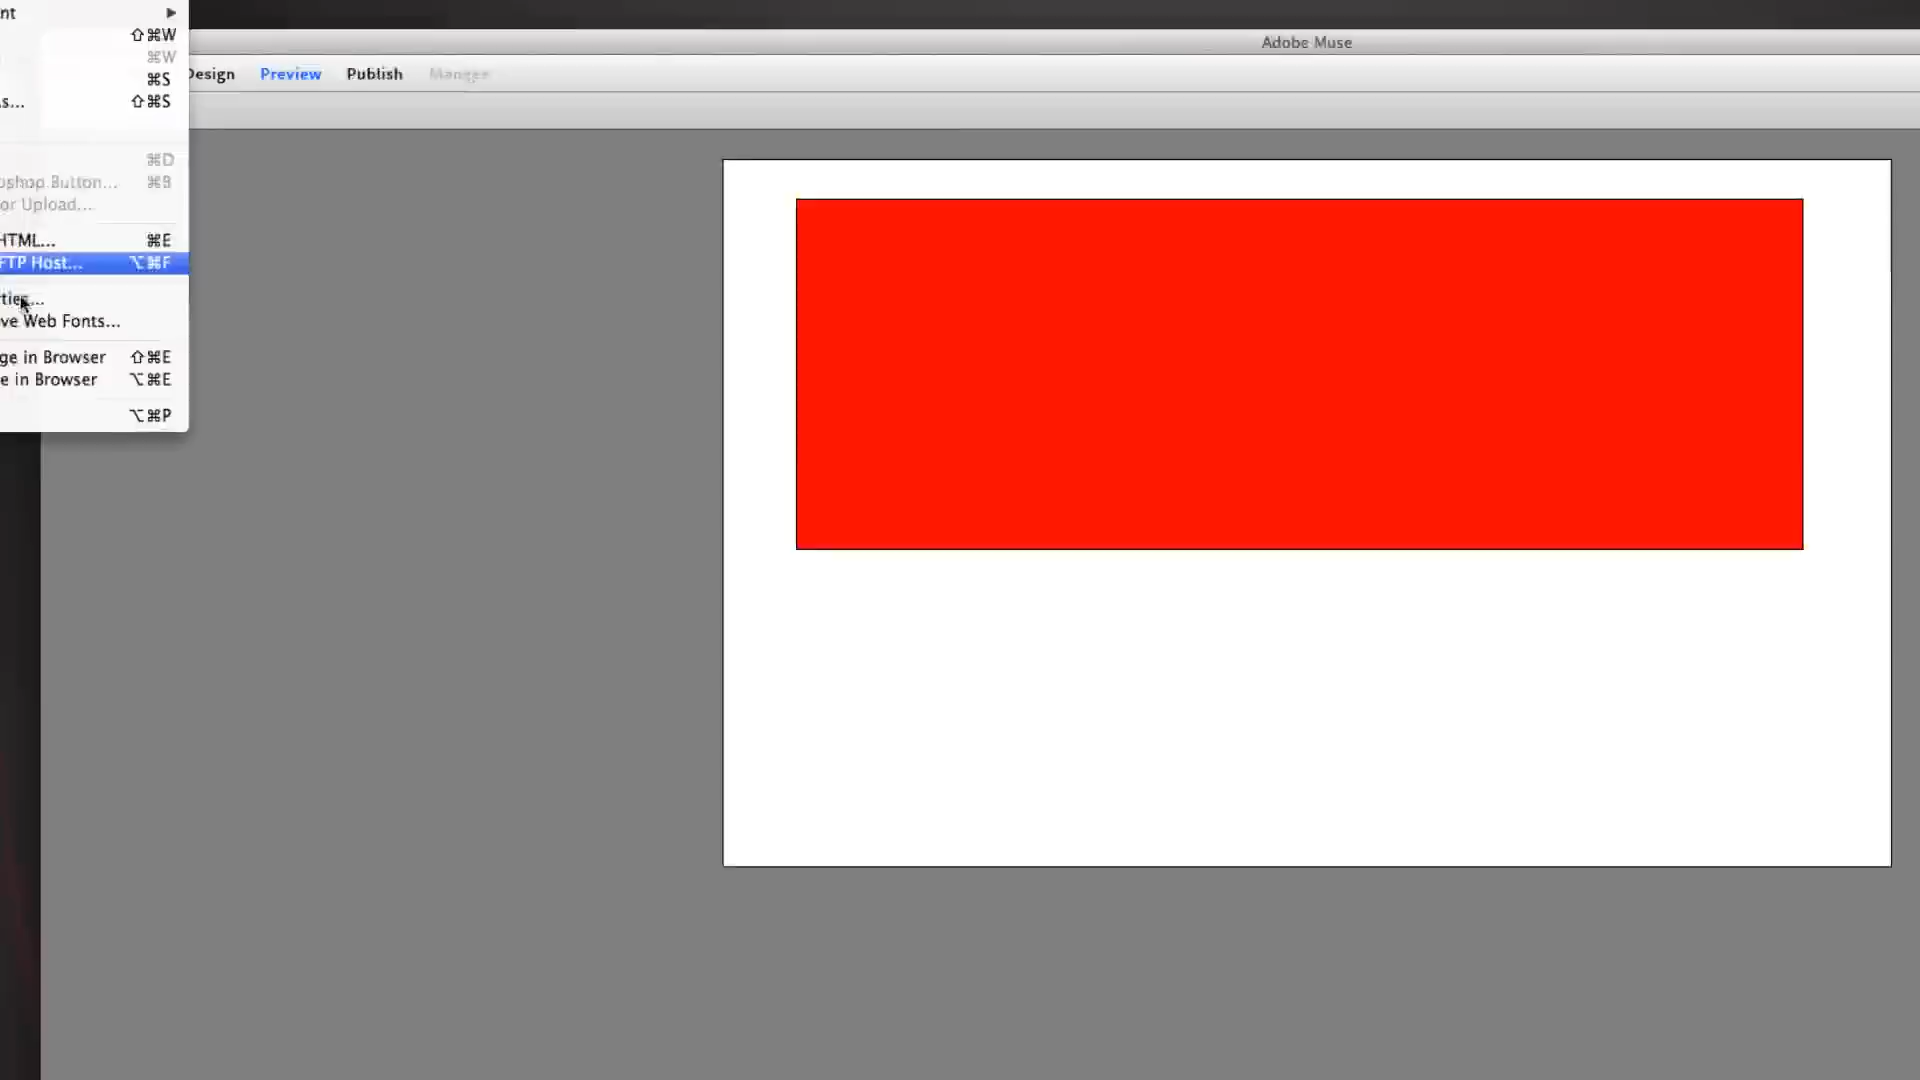 nt ▶
⇧⌘W
⌘W
⌘S
s... ⇧⌘S
⌘D
oshop Button... ⌘B
or Upload...
HTML... ⌘E
FTP Host... ⌥⌘F
ve Web Fonts...
ge in Browser ⇧⌘E
e in Browser ⌥⌘E
⌥⌘P
Adobe Muse
Design Preview Publish Manage